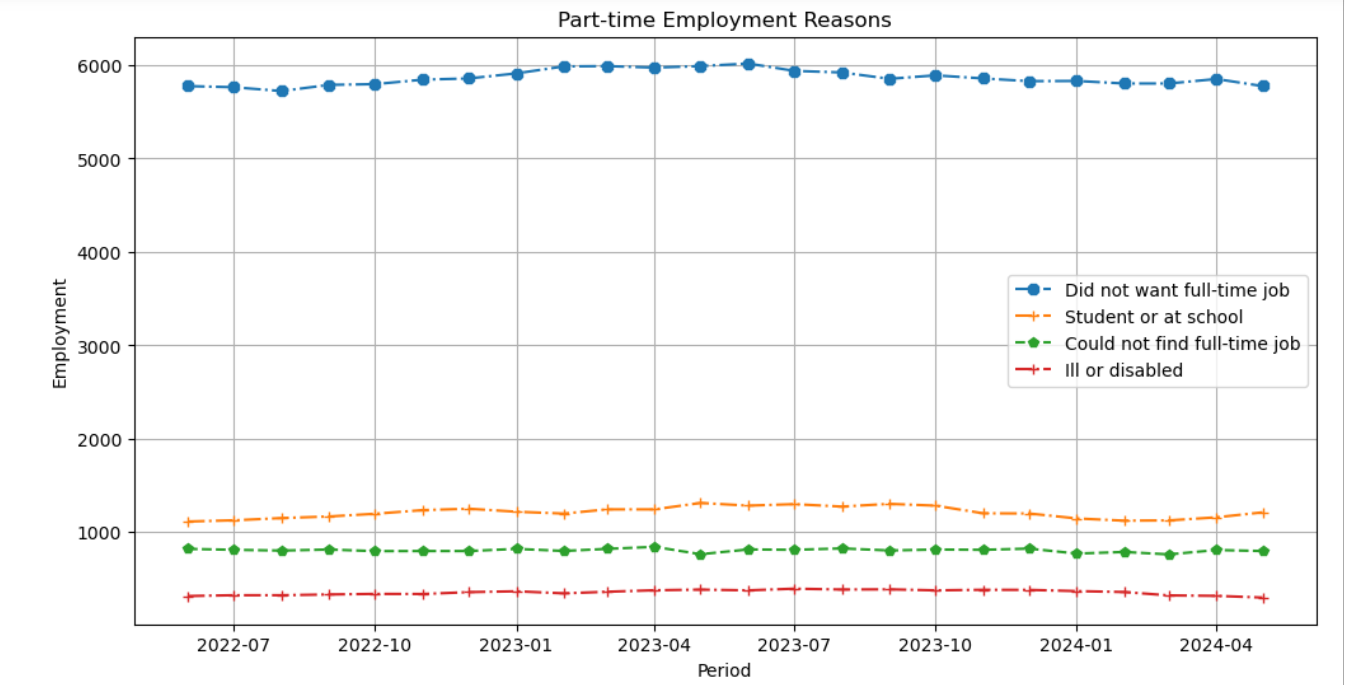 Part-time Employment Reasons
6000
5000
4000
3000
2000
1000
Employment
Did not want full-time job
Student or at school
Could not find full-time job
Ill or disabled
2022-07 2022-10 2023-01 2023-04 2023-07 2023-10 2024-01 2024-04
Period